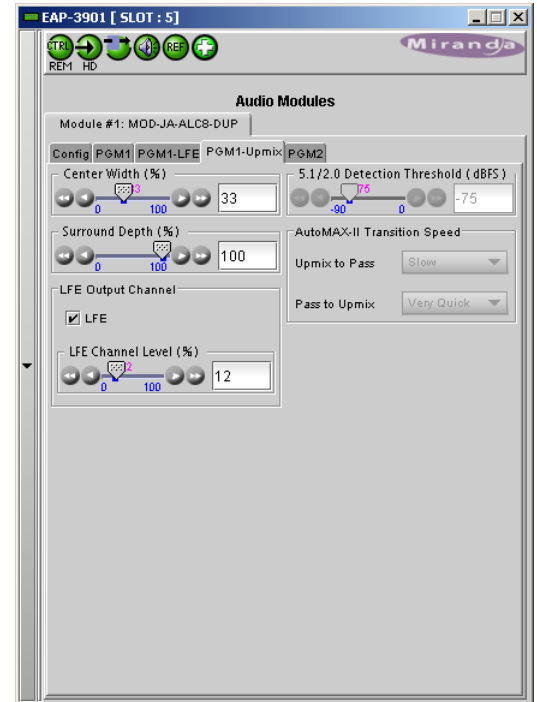 EAP-3901 [ SLOT : 5]
CTRL REF
REM HD
Miranda
Audio Modules
Module #1: MOD-JA-ALC8-DUP
Config PGM1 PGM1-LFE PGM1-Upmix PGM2
Center Width (%)
0 100
33
Surround Depth (%)
0 100
100
LFE Output Channel
LFE
LFE Channel Level (%)
0 100
12
5.1/2.0 Detection Threshold (dBFS)
-90 0
-75
AutoMAX-II Transition Speed
Upmix to Pass Slow
Pass to Upmix Very Quick